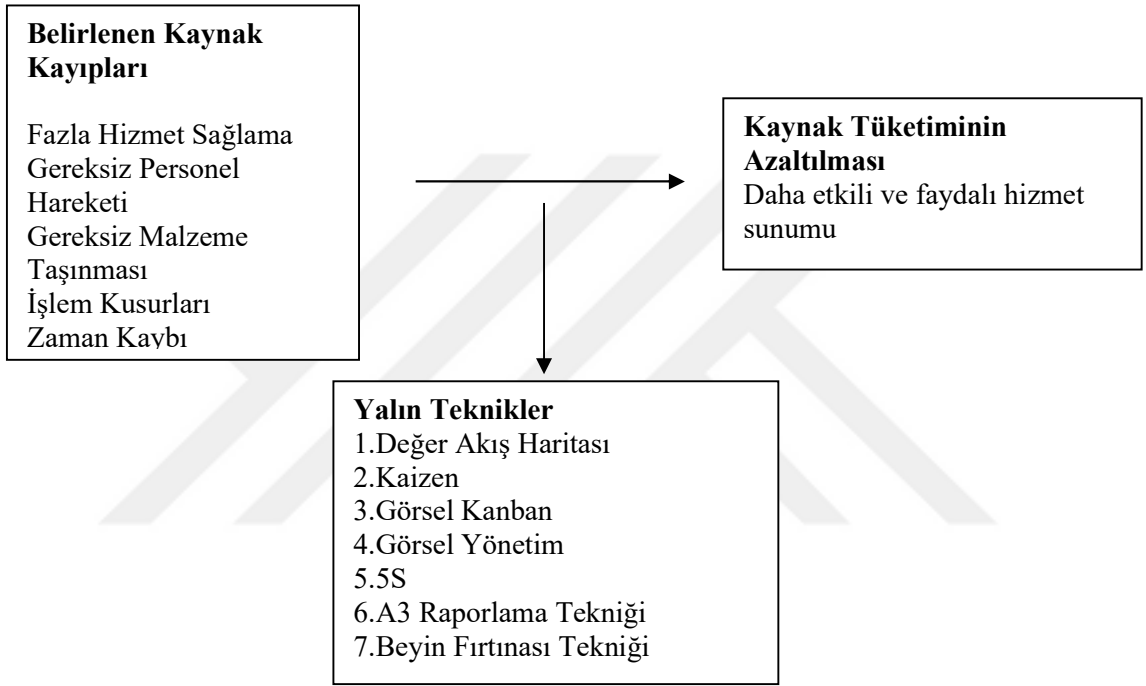 Belirlenen Kaynak
Kayıpları
Fazla Hizmet Sağlama
Gereksiz Personel
Hareketi
Gereksiz Malzeme
Taşınması
İşlem Kusurları
Zaman Kaybı
Kaynak Tüketiminin
Azaltılması
Daha etkili ve faydalı hizmet
sunumu
Yalın Teknikler
1.Değer Akış Haritası
2.Kaizen
3.Görsel Kanban
4.Görsel Yönetim
5.5S
6.A3 Raporlama Tekniği
7.Beyin Fırtınası Tekniği